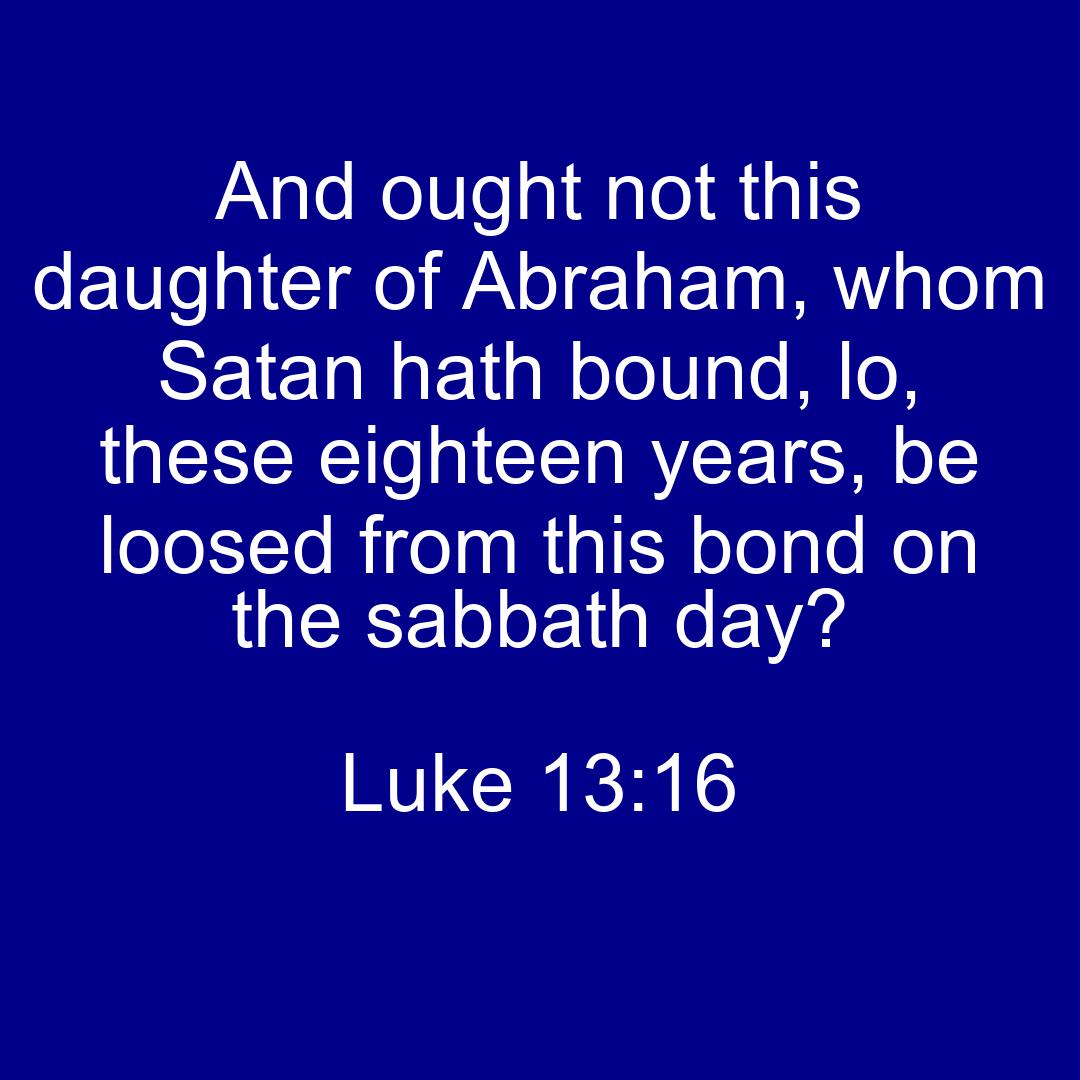 And ought not this
daughter of Abraham, whom
Satan hath bound, lo,
these eighteen years, be
loosed from this bond on
the sabbath day?
Luke 13:16